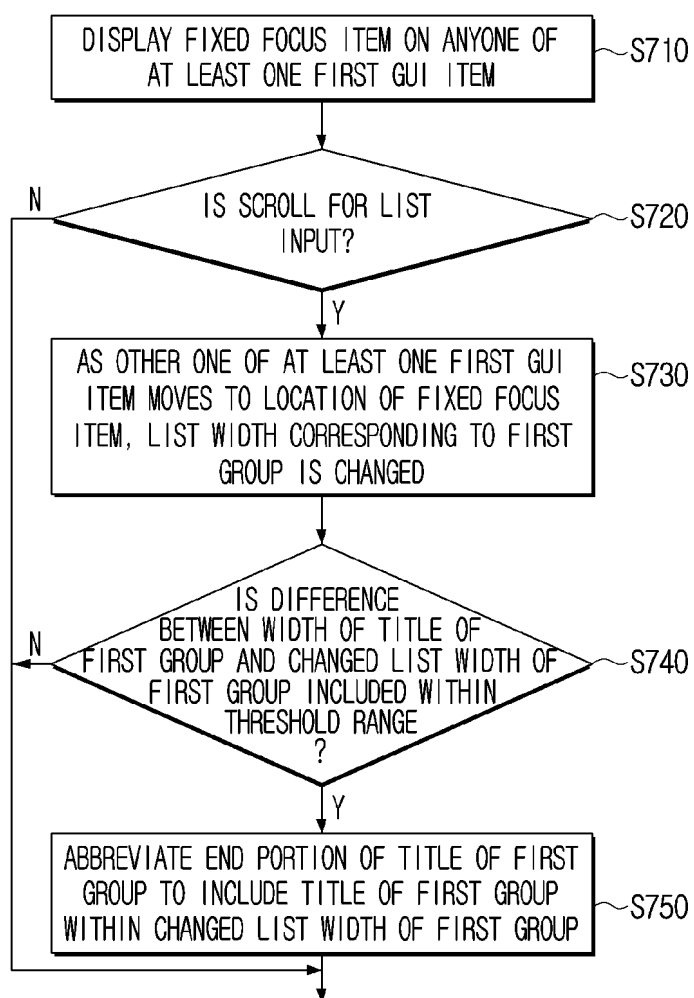 DISPLAY FIXED FOCUS ITEM ON ANYONE OF
AT LEAST ONE FIRST GUI ITEM
S710
N
IS SCROLL FOR LIST
INPUT?
S720
Y
AS OTHER ONE OF AT LEAST ONE FIRST GUI
ITEM MOVES TO LOCATION OF FIXED FOCUS
ITEM, LIST WIDTH CORRESPONDING TO FIRST
GROUP IS CHANGED
S730
IS DIFFERENCE
BETWEEN WIDTH OF TITLE OF
FIRST GROUP AND CHANGED LIST WIDTH OF
FIRST GROUP INCLUDED WITHIN
THRESHOLD RANGE
?
N
S740
Y
ABBREVIATE END PORTION OF TITLE OF FIRST
GROUP TO INCLUDE TITLE OF FIRST GROUP
WITHIN CHANGED LIST WIDTH OF FIRST GROUP
S750